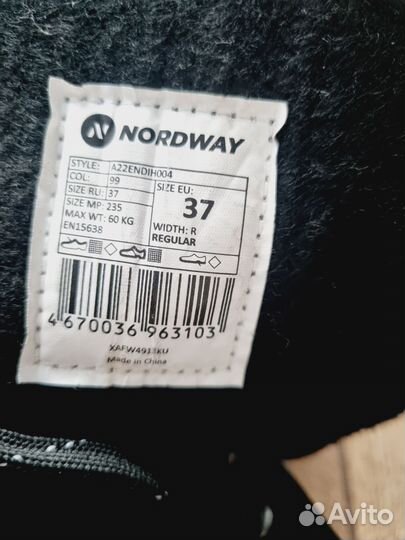 NORDWAY
STYLE: A22ENDIH004
COL: 99
SIZE RU: 37
SIZE MP: 235
MAX WT: 60 KG
EN15638
SIZE EU:
37
WIDTH: R
REGULAR
4 670036 963103
XAFW4913KU
Made in China
Avito